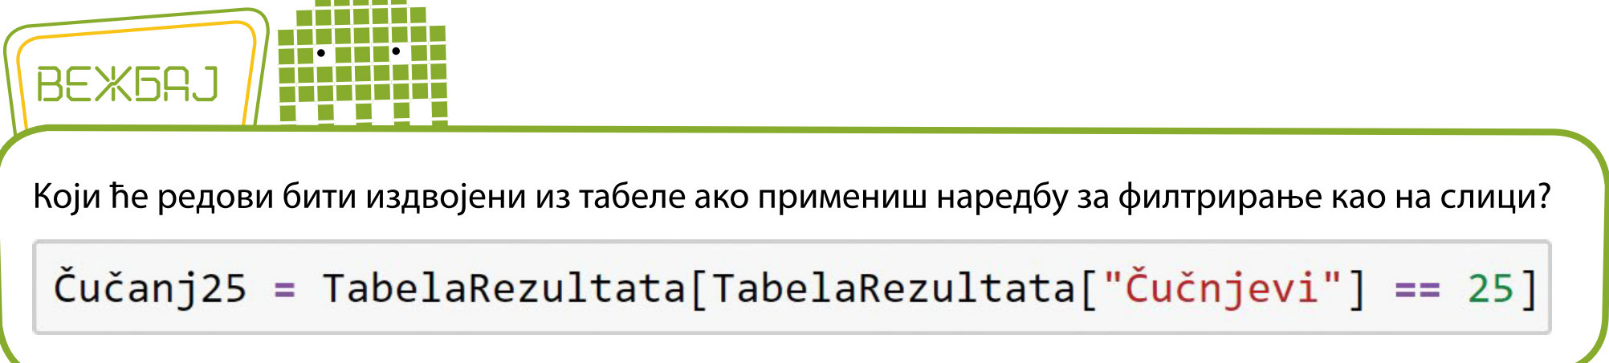 ВЕЖБАЈ
Који ће редови бити издвојени из табеле ако примениш наредбу за филтрирање као на слици?
Čučanj25 = TabelaRezultata[TabelaRezultata["Čučnjevi"] == 25]